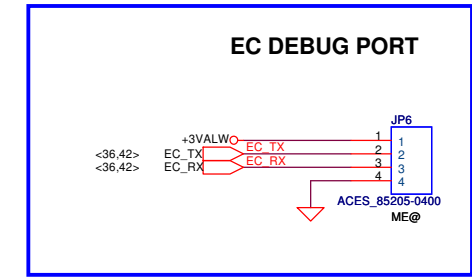 EC DEBUG PORT
JP6
+3VALW
1
1
<36,42> EC_TX EC_TX 2 2
<36,42> EC_RX EC_RX 3 3
4 4
ACES_85205-0400
ME@